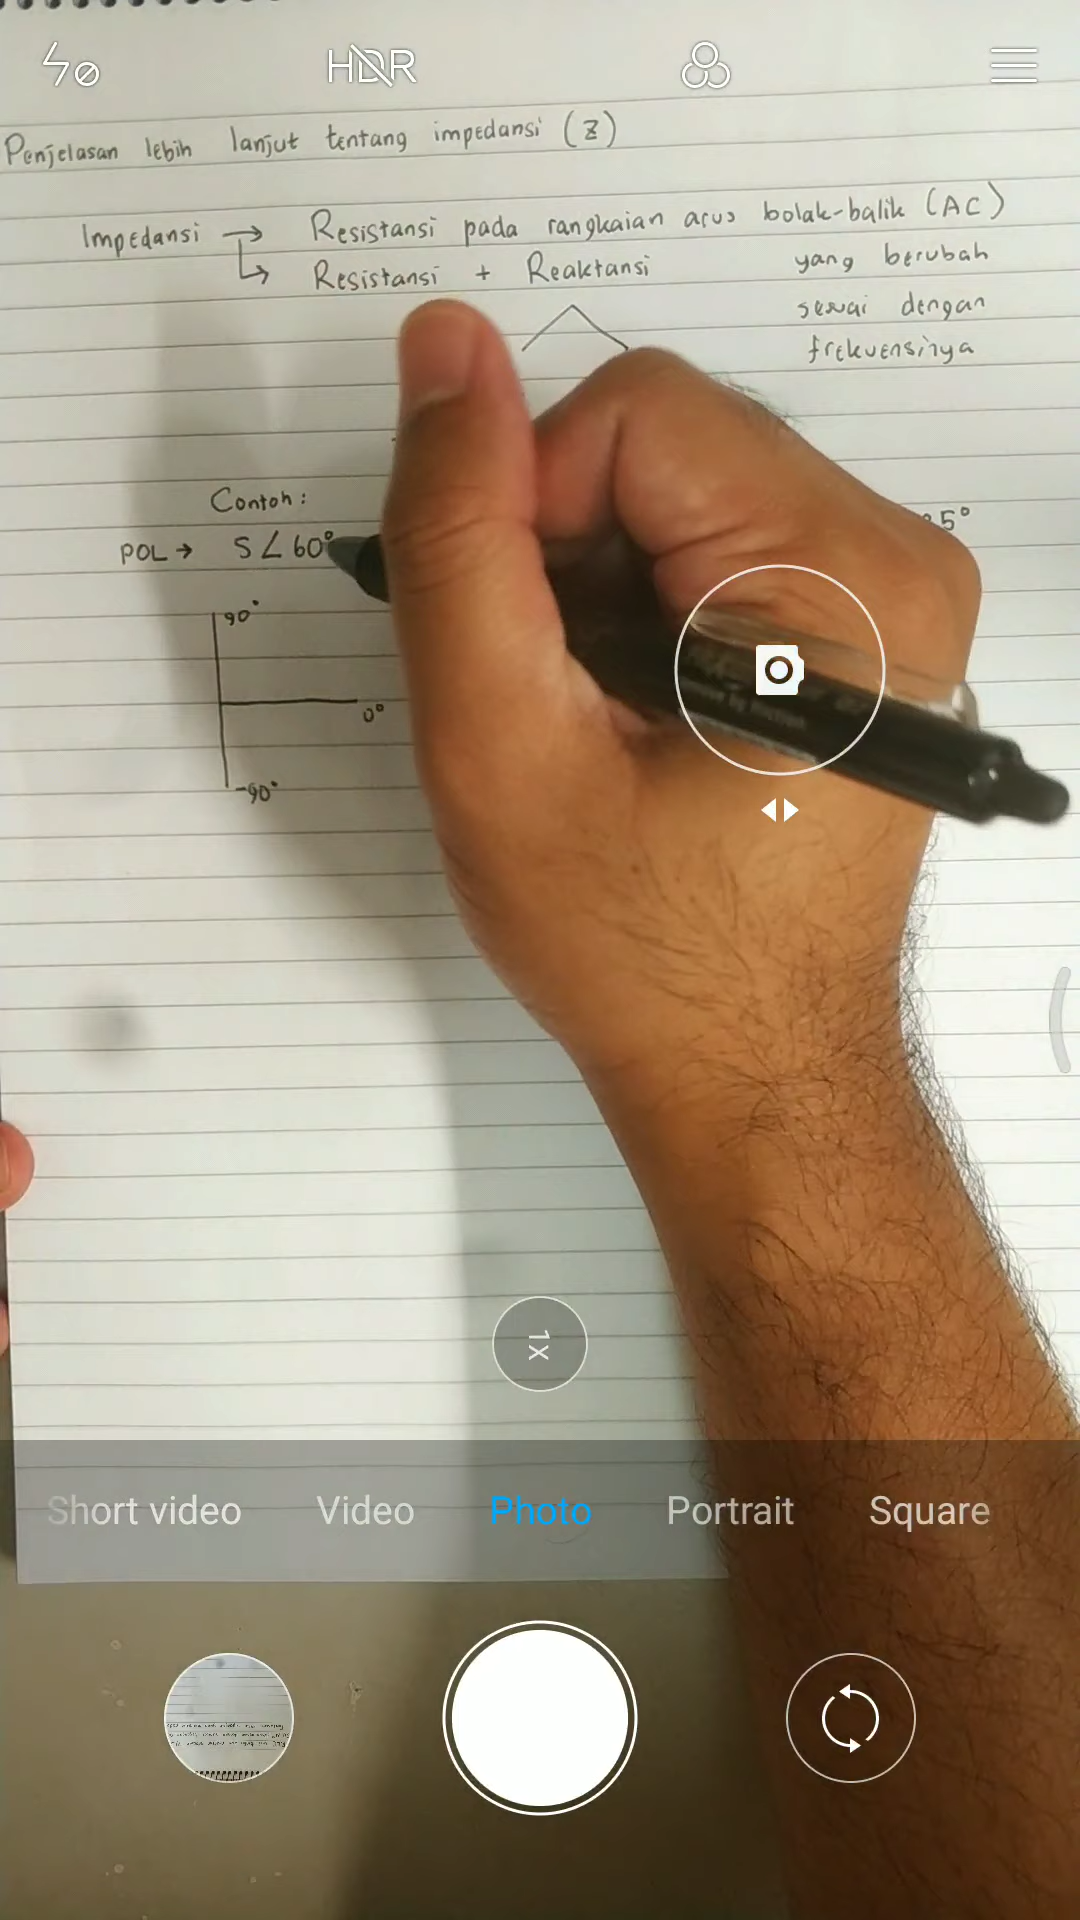 HDR
Penjelasan lebih lanjut tentang impedansi (Z)
Impedansi → Resistansi pada rangkaian arus bolak-balik (AC)
↳ Resistansi + Reaktansi
yang berubah
sesuai dengan
frekuensinya
Contoh :
POL → 5∠60°
5°
90°
0°
-90°
1X
Short video Video Photo Portrait Square